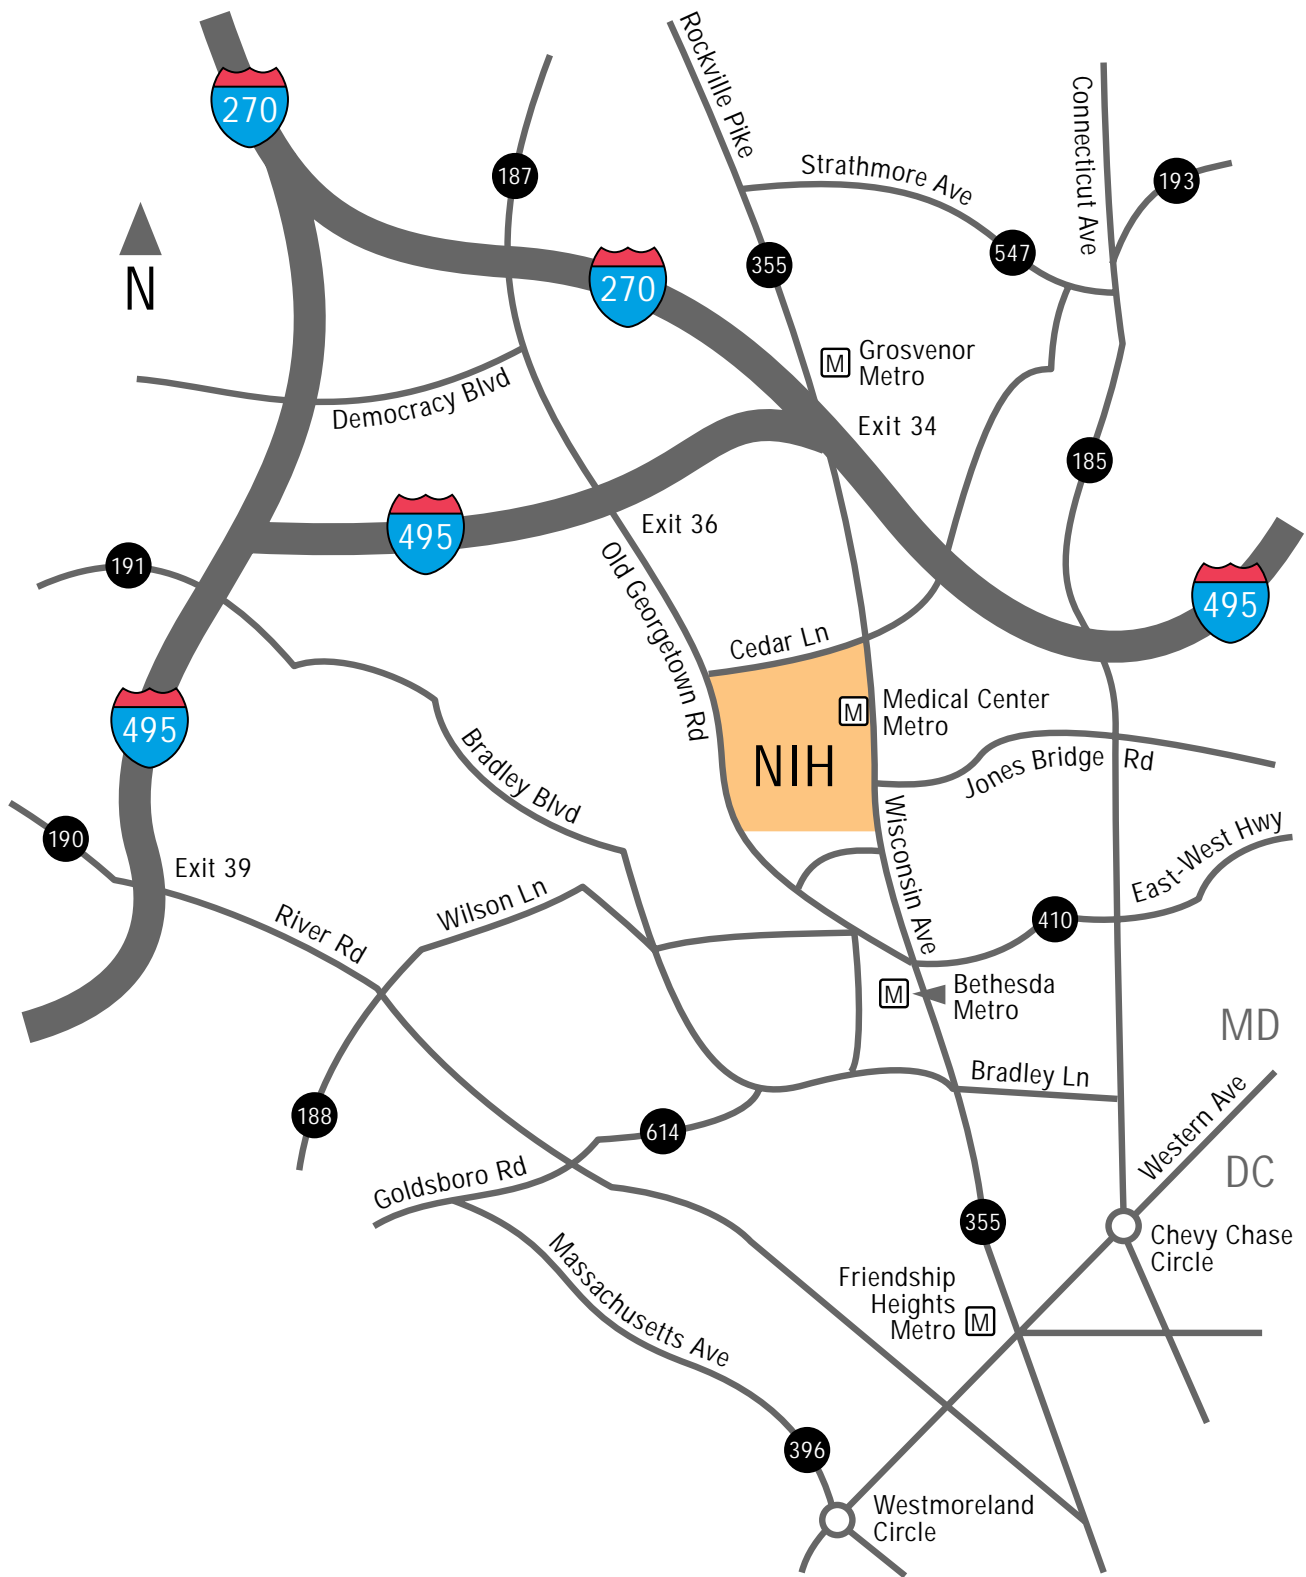 270
187
Rockville Pike
Strathmore Ave
Connecticut Ave
193
547
355
N
270
Grosvenor
Metro
M
Democracy Blvd
Exit 34
185
495
Exit 36
191
Old Georgetown Rd
495
Cedar Ln
495
M
Medical Center
Metro
NIH
Bradley Blvd
Jones Bridge Rd
190
Exit 39
Wisconsin Ave
East-West Hwy
Wilson Ln
River Rd
410
M
Bethesda
Metro
MD
Bradley Ln
188
614
Western Ave
DC
Goldsboro Rd
355
Chevy Chase
Circle
Massachusetts Ave
Friendship
Heights
Metro
M
396
Westmoreland
Circle